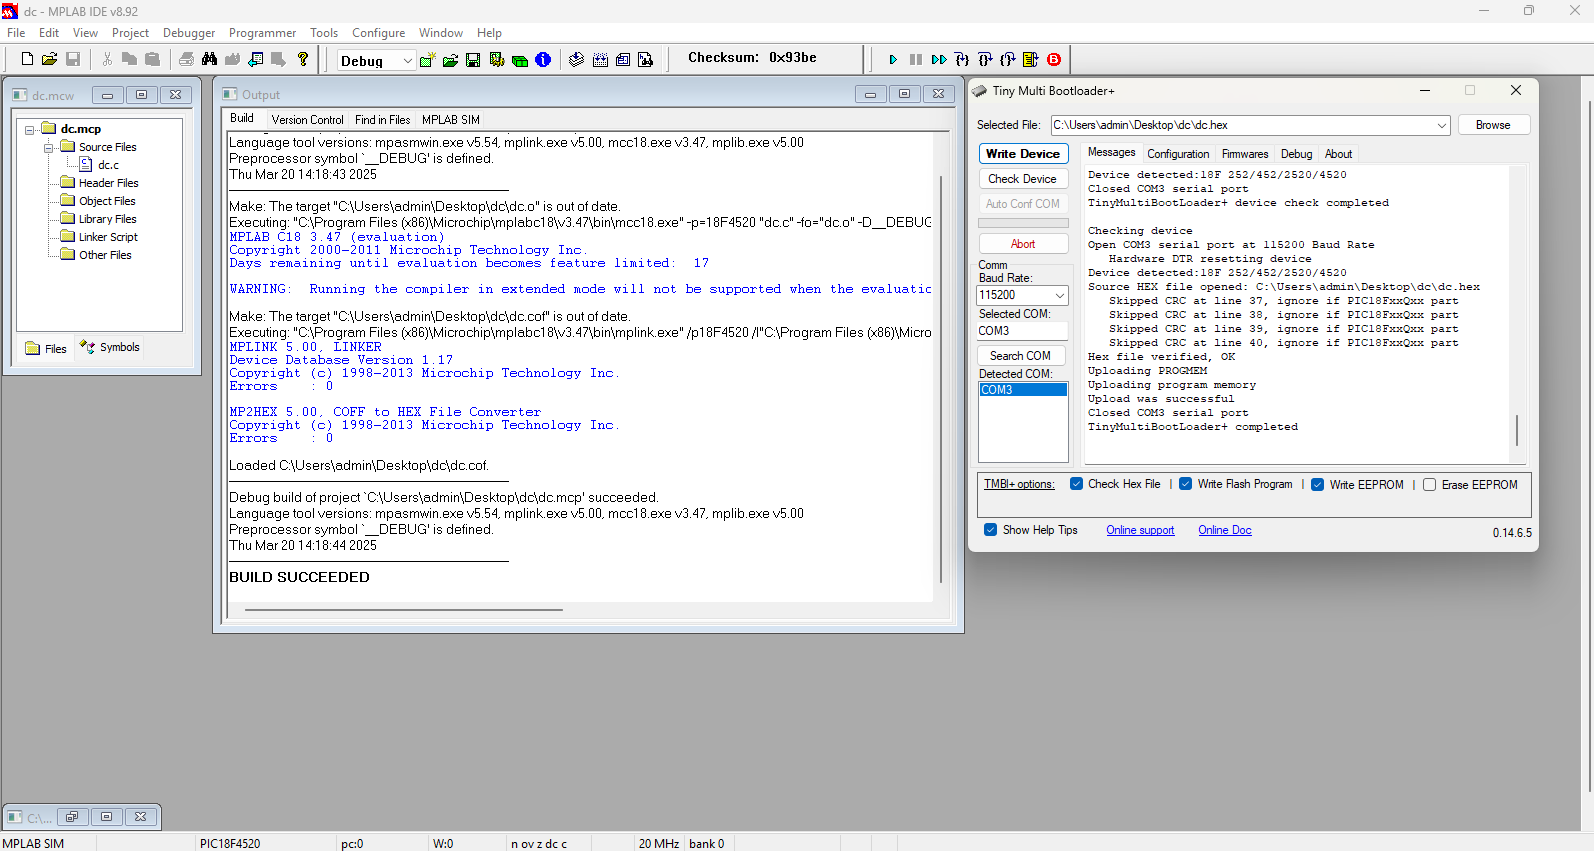 dc - MPLAB IDE v8.92
File Edit View Project Debugger Programmer Tools Configure Window Help
Debug
Checksum: 0x93be
dc.mcw
dc.mcp
Source Files
dc.c
Header Files
Object Files
Library Files
Linker Script
Other Files
Files Symbols
Output
Build Version Control Find in Files MPLAB SIM
Language tool versions: mpasmwin.exe v5.54, mplink.exe v5.00, mcc18.exe v3.47, mplib.exe v5.00
Preprocessor symbol `__DEBUG' is defined.
Thu Mar 20 14:18:43 2025
Make: The target "C:\Users\admin\Desktop\dc\dc.o" is out of date.
Executing: "C:\Program Files (x86)\Microchip\mplabc18\v3.47\bin\mcc18.exe" -p=18F4520 "dc.c" -fo="dc.o" -D__DEBUG
MPLAB C18 3.47 (evaluation)
Copyright 2000-2011 Microchip Technology Inc.
Days remaining until evaluation becomes feature limited: 17
WARNING: Running the compiler in extended mode will not be supported when the evaluatio
Make: The target "C:\Users\admin\Desktop\dc\dc.cof" is out of date.
Executing: "C:\Program Files (x86)\Microchip\mplabc18\v3.47\bin\mplink.exe" /p18F4520 /l"C:\Program Files (x86)\Micro
MPLINK 5.00, LINKER
Device Database Version 1.17
Copyright (c) 1998-2013 Microchip Technology Inc.
Errors : 0
MP2HEX 5.00, COFF to HEX File Converter
Copyright (c) 1998-2013 Microchip Technology Inc.
Errors : 0
Loaded C:\Users\admin\Desktop\dc\dc.cof.
Debug build of project `C:\Users\admin\Desktop\dc\dc.mcp' succeeded.
Language tool versions: mpasmwin.exe v5.54, mplink.exe v5.00, mcc18.exe v3.47, mplib.exe v5.00
Preprocessor symbol `__DEBUG' is defined.
Thu Mar 20 14:18:44 2025
BUILD SUCCEEDED
Tiny Multi Bootloader+
Selected File: C:\Users\admin\Desktop\dc\dc.hex Browse
Write Device
Check Device
Auto Conf COM
Abort
Comm
Baud Rate:
115200
Selected COM:
COM3
Search COM
Detected COM:
COM3
Messages Configuration Firmwares Debug About
Device detected:18F 252/452/2520/4520
Closed COM3 serial port
TinyMultiBootLoader+ device check completed
Checking device
Open COM3 serial port at 115200 Baud Rate
Hardware DTR resetting device
Device detected:18F 252/452/2520/4520
Source HEX file opened: C:\Users\admin\Desktop\dc\dc.hex
Skipped CRC at line 37, ignore if PIC18FxxQxx part
Skipped CRC at line 38, ignore if PIC18FxxQxx part
Skipped CRC at line 39, ignore if PIC18FxxQxx part
Skipped CRC at line 40, ignore if PIC18FxxQxx part
Hex file verified, OK
Uploading PROGMEM
Uploading program memory
Upload was successful
Closed COM3 serial port
TinyMultiBootLoader+ completed
TMBl+ options: Check Hex File | Write Flash Program | Write EEPROM | Erase EEPROM
Show Help Tips Online support Online Doc 0.14.6.5
C:\...
MPLAB SIM PIC18F4520 pc:0 W:0 n ov z dc c 20 MHz bank 0